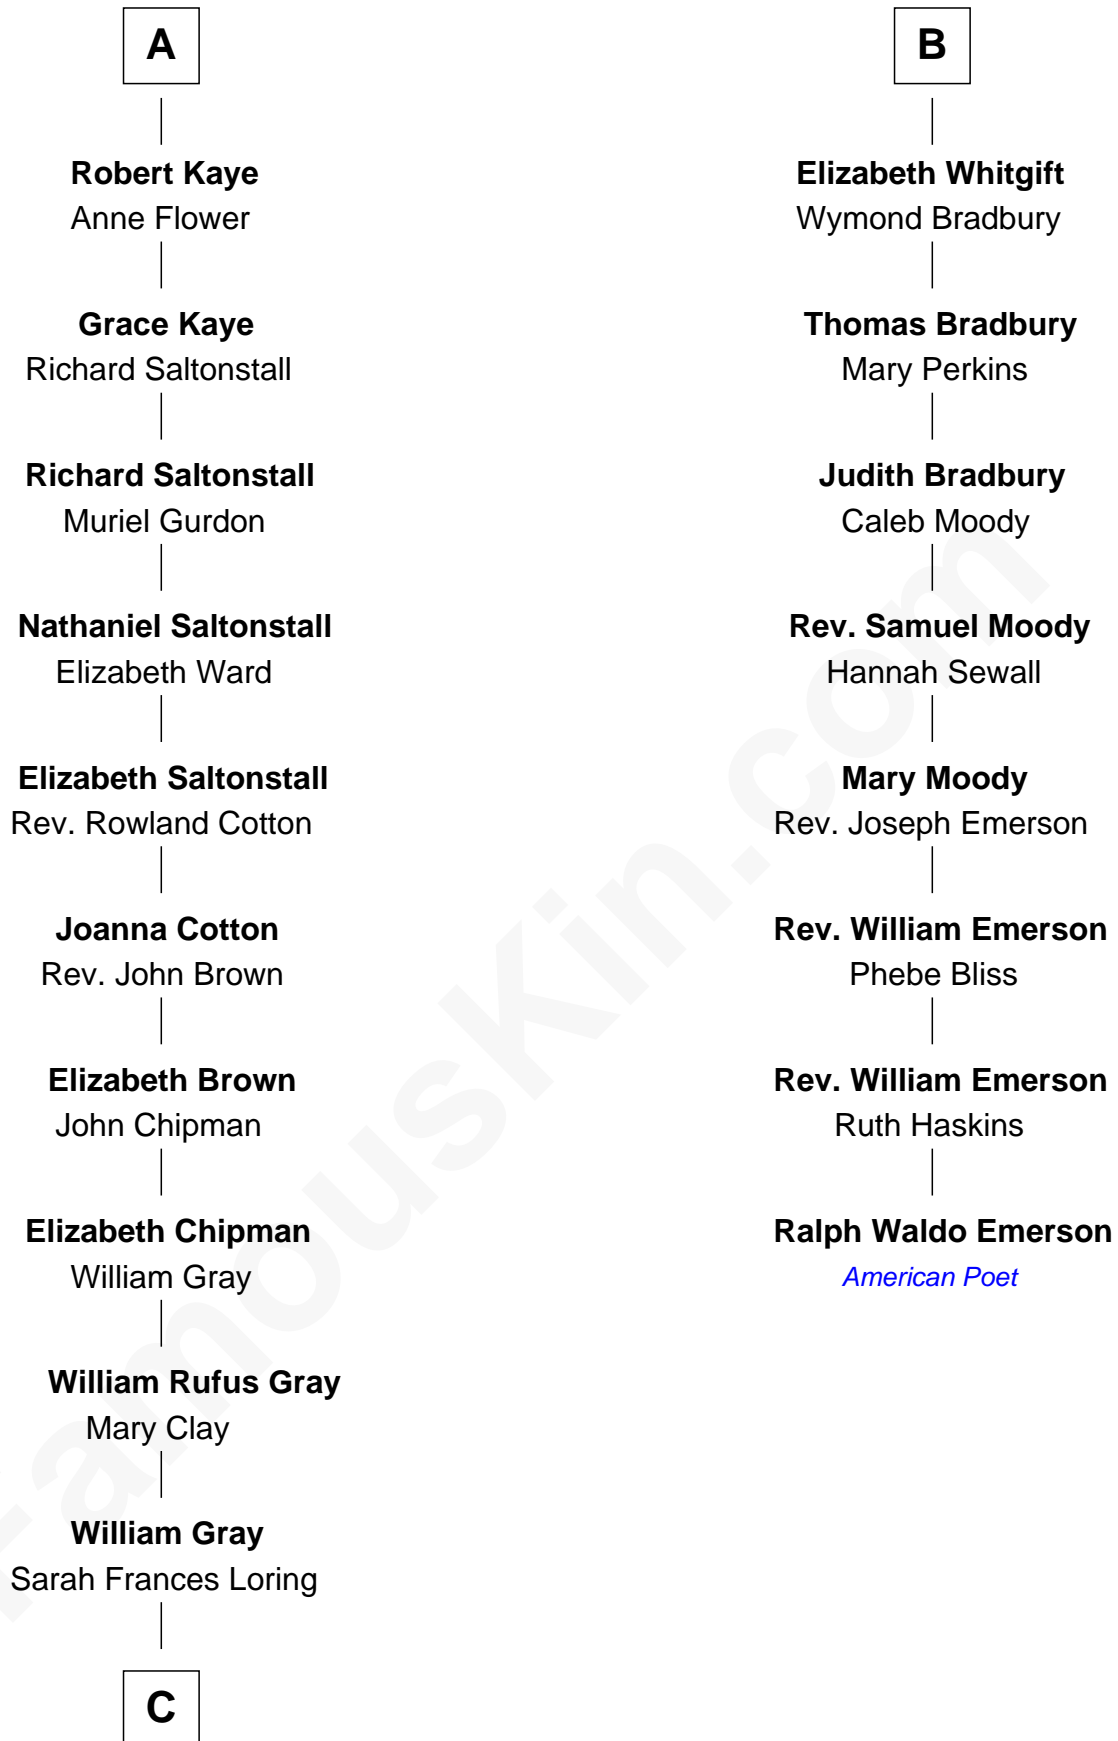 A
Robert Kaye
Anne Flower
Grace Kaye
Richard Saltonstall
Richard Saltonstall
Muriel Gurdon
Nathaniel Saltonstall
Elizabeth Ward
Elizabeth Saltonstall
Rev. Rowland Cotton
Joanna Cotton
Rev. John Brown
Elizabeth Brown
John Chipman
Elizabeth Chipman
William Gray
William Rufus Gray
Mary Clay
William Gray
Sarah Frances Loring
C
B
Elizabeth Whitgift
Wymond Bradbury
Thomas Bradbury
Mary Perkins
Judith Bradbury
Caleb Moody
Rev. Samuel Moody
Hannah Sewall
Mary Moody
Rev. Joseph Emerson
Rev. William Emerson
Phebe Bliss
Rev. William Emerson
Ruth Haskins
Ralph Waldo Emerson
American Poet
FamousKin.com